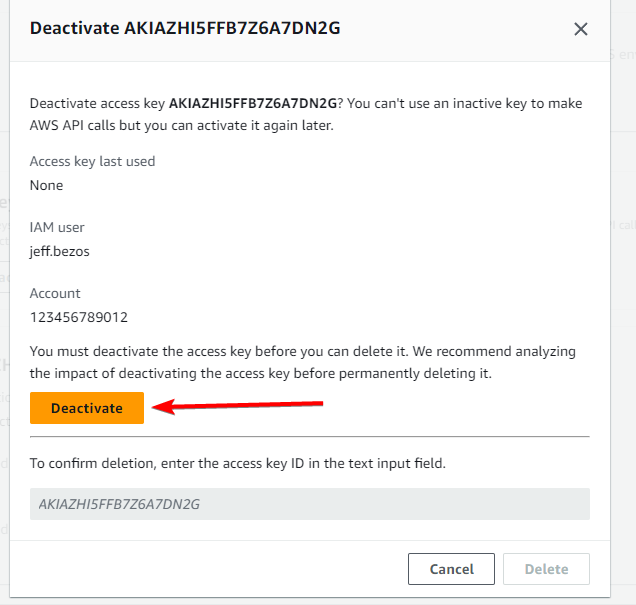 Deactivate AKIAZHI5FFB7Z6A7DN2G
Deactivate access key AKIAZHI5FFB7Z6A7DN2G? You can't use an inactive key to make
AWS API calls but you can activate it again later.
Access key last used
None
IAM user
jeff.bezos
Account
123456789012
You must deactivate the access key before you can delete it. We recommend analyzing
the impact of deactivating the access key before permanently deleting it.
Deactivate
To confirm deletion, enter the access key ID in the text input field.
AKIAZHI5FFB7Z6A7DN2G
Cancel
Delete